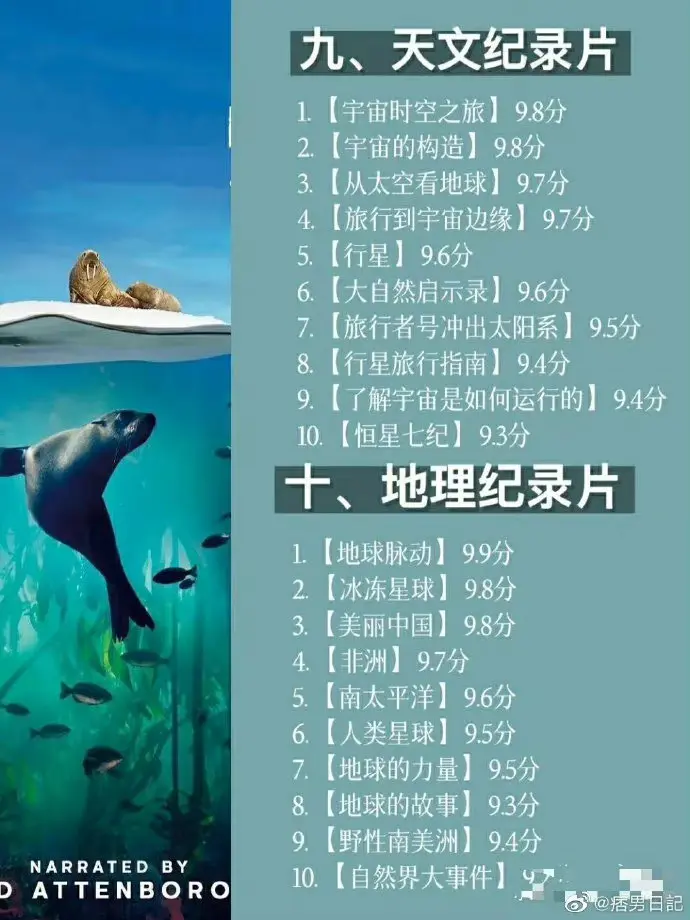 九、天文纪录片
1.【宇宙时空之旅】9.8分
2.【宇宙的构造】9.8分
3.【从太空看地球】9.7分
4.【旅行到宇宙边缘】9.7分
5.【行星】9.6分
6.【大自然启示录】9.6分
7.【旅行者号冲出太阳系】9.5分
8.【行星旅行指南】9.4分
9.【了解宇宙是如何运行的】9.4分
10.【恒星七纪】9.3分
十、地理纪录片
1.【地球脉动】9.9分
2.【冰冻星球】9.8分
3.【美丽中国】9.8分
4.【非洲】9.7分
5.【南太平洋】9.6分
6.【人类星球】9.5分
7.【地球的力量】9.5分
8.【地球的故事】9.3分
9.【野性南美洲】9.4分
10.【自然界大事件】
NARRATED BY
D ATTENBORO
@痞男日記